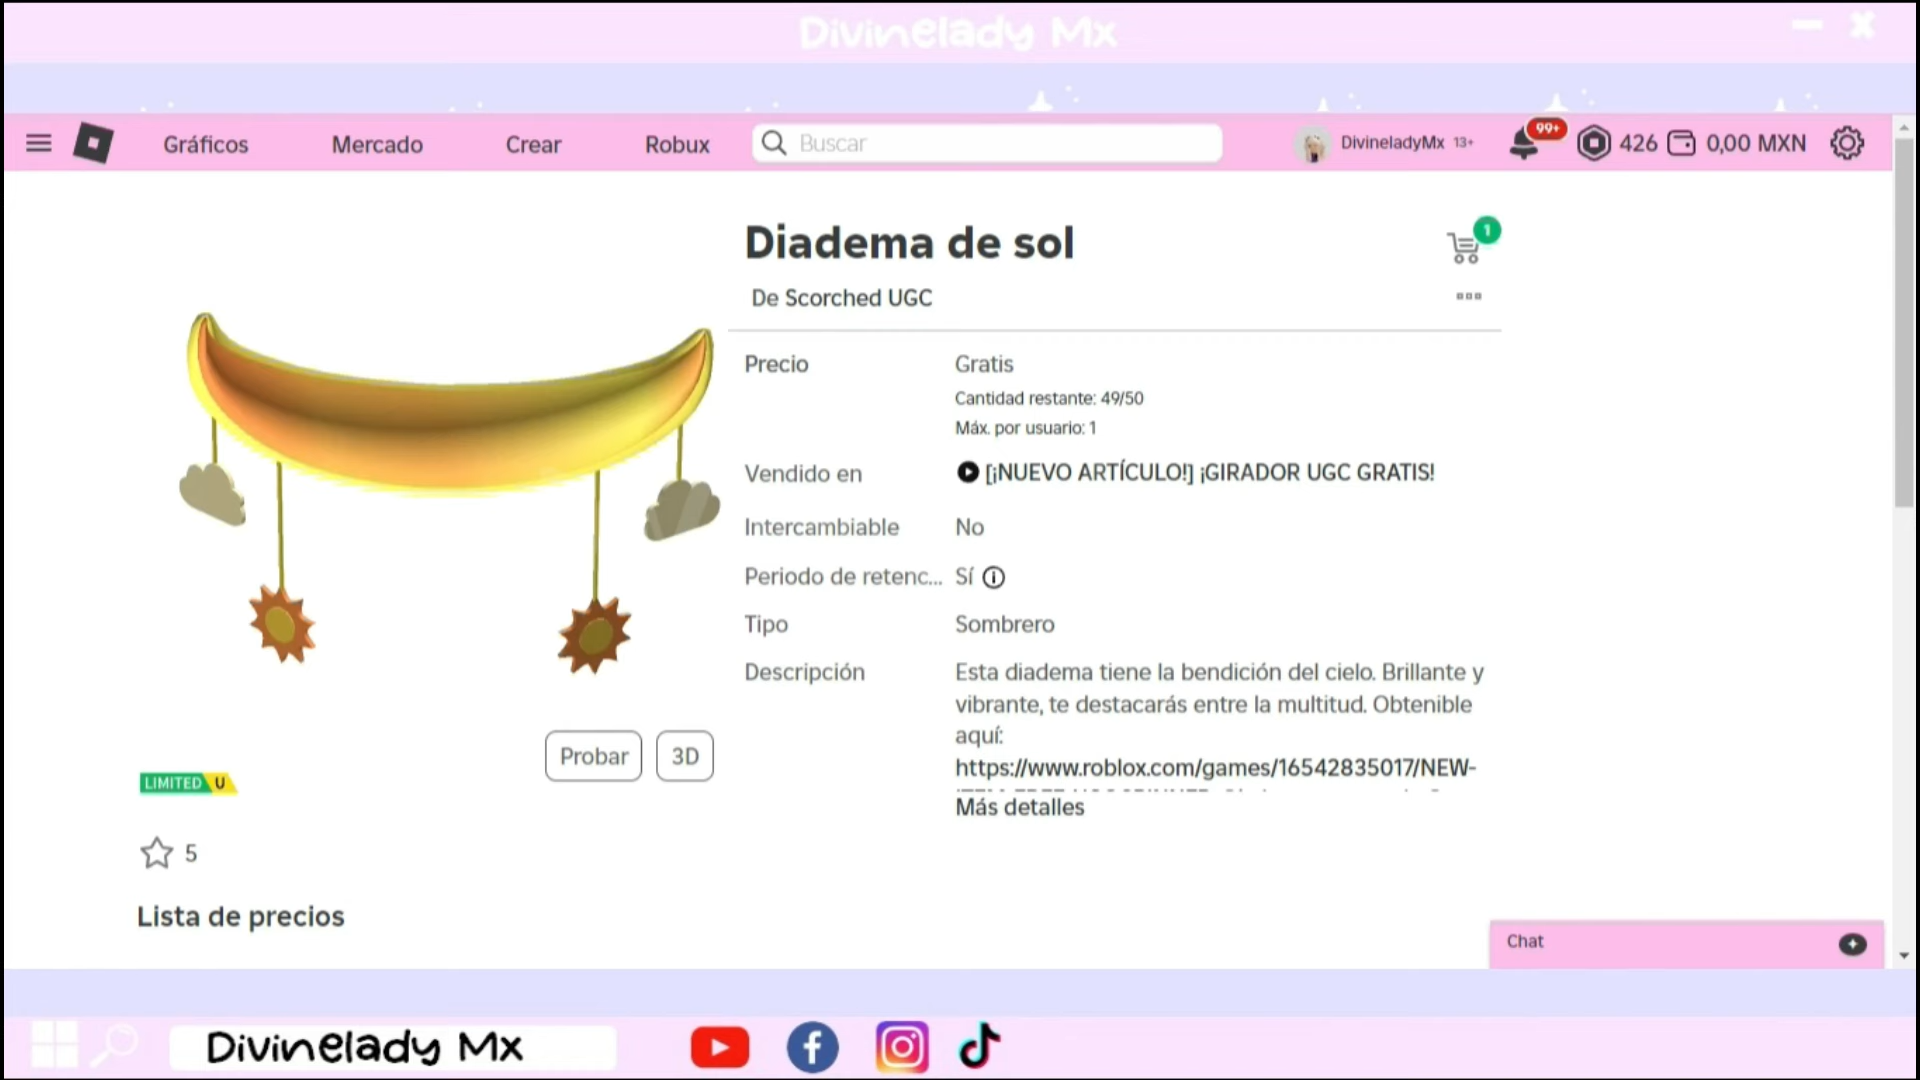 Divinelady Mx
Gráficos Mercado Crear Robux Buscar DivineladyMx 13+ 99+ 426 0,00 MXN
Diadema de sol
1
De Scorched UGC
Precio Gratis
Cantidad restante: 49/50
Máx. por usuario: 1
Vendido en [¡NUEVO ARTÍCULO!] ¡GIRADOR UGC GRATIS!
Intercambiable No
Periodo de retenc... Sí
Tipo Sombrero
Descripción Esta diadema tiene la bendición del cielo. Brillante y
vibrante, te destacarás entre la multitud. Obtenible
aquí:
https://www.roblox.com/games/16542835017/NEW-
Más detalles
Probar 3D
LIMITED U
5
Lista de precios
Chat
Divinelady Mx